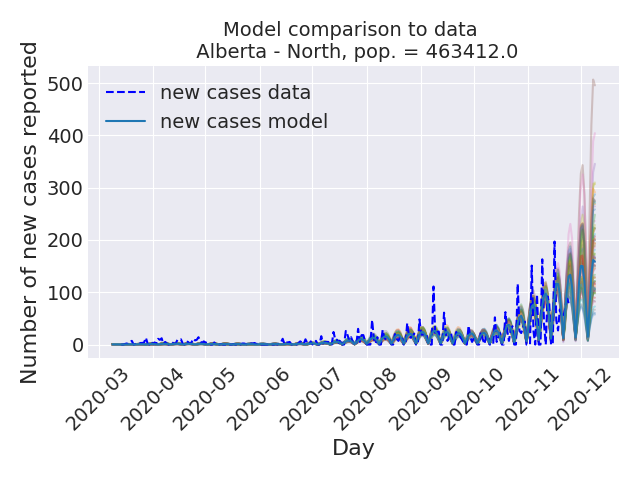 Model comparison to data
Alberta - North, pop. = 463412.0
Number of new cases reported
500
400
300
200
100
0
new cases data
new cases model
2020-03
2020-04
2020-05
2020-06
2020-07
2020-08
2020-09
2020-10
2020-11
2020-12
Day